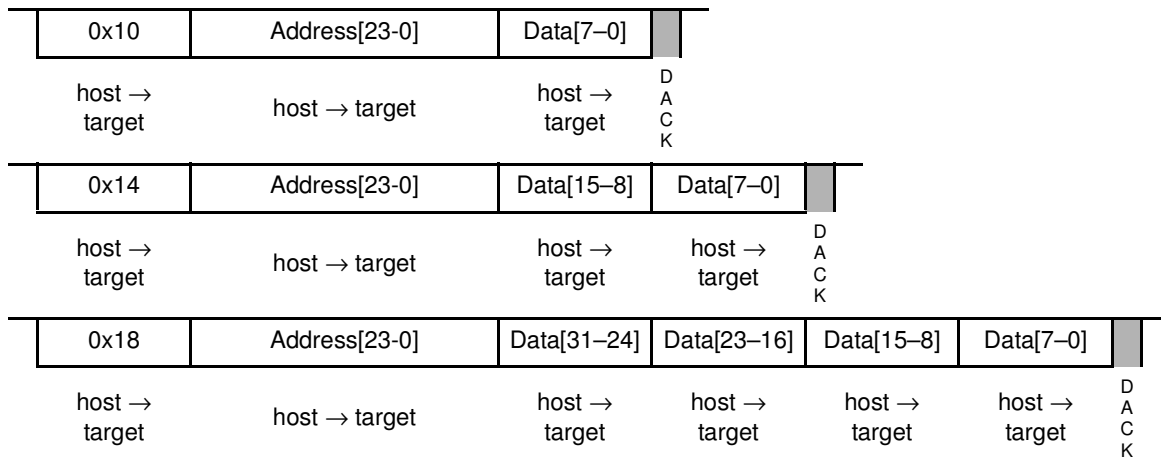 0x10 Address[23-0] Data[7–0]
host → target host → target host → target
D
A
C
K
0x14 Address[23-0] Data[15–8] Data[7–0]
host → target host → target host → target host → target
D
A
C
K
0x18 Address[23-0] Data[31–24] Data[23–16] Data[15–8] Data[7–0]
host → target host → target host → target host → target host → target host → target
D
A
C
K